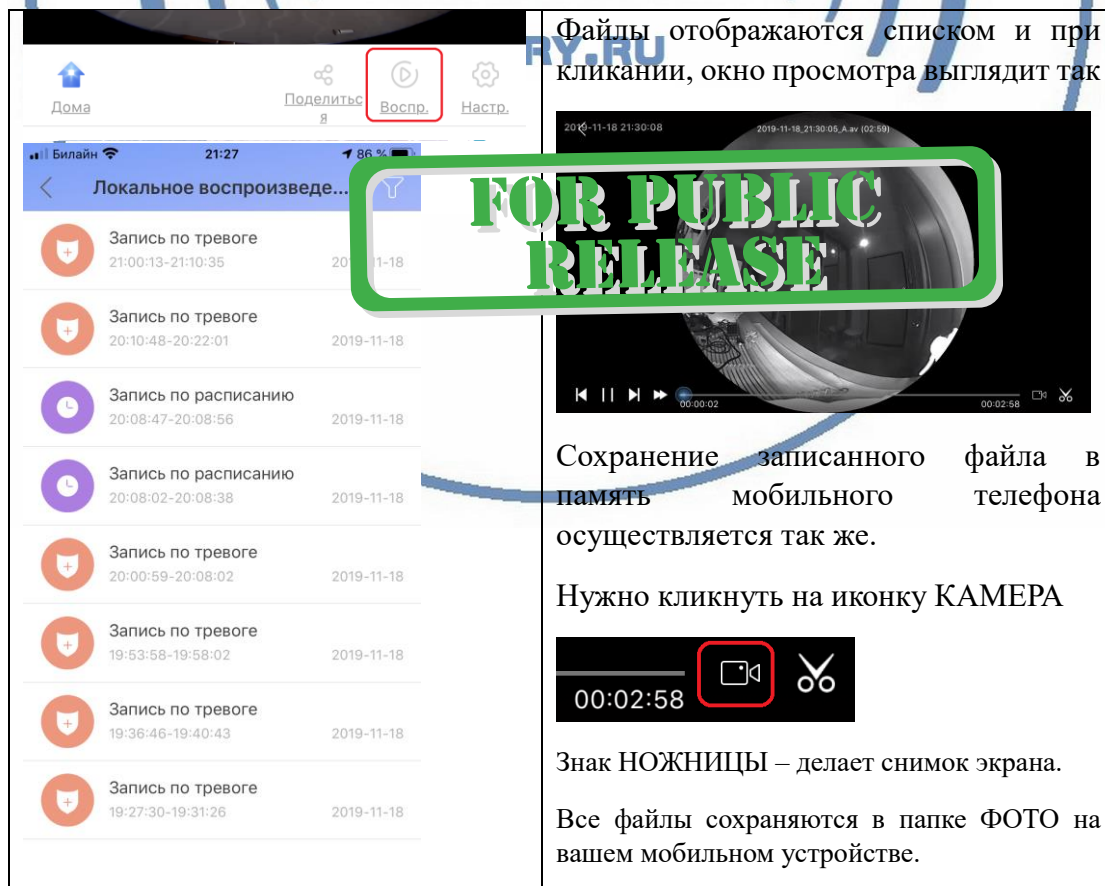 Дома
Поделитьс
я
Воспр.
Настр.
Билайн
21:27
86 %
Локальное воспроизведе...
Запись по тревоге
21:00:13-21:10:35
Запись по тревоге
20:10:48-20:22:01 2019-11-18
Запись по расписанию
20:08:47-20:08:56 2019-11-18
Запись по расписанию
20:08:02-20:08:38 2019-11-18
Запись по тревоге
20:00:59-20:08:02 2019-11-18
Запись по тревоге
19:53:58-19:58:02 2019-11-18
Запись по тревоге
19:36:46-19:40:43 2019-11-18
Запись по тревоге
19:27:30-19:31:26 2019-11-18
Файлы отображаются списком и при
кликании, окно просмотра выглядит так
2019-11-18 21:30:08 2019-11-18_21:30:05_A.av (02:59)
FOR PUBLIC
RELEASE
00:00:02 00:02:58
Сохранение записанного файла в
память мобильного телефона
осуществляется так же.
Нужно кликнуть на иконку КАМЕРА
00:02:58
Знак НОЖНИЦЫ – делает снимок экрана.
Все файлы сохраняются в папке ФОТО на
вашем мобильном устройстве.